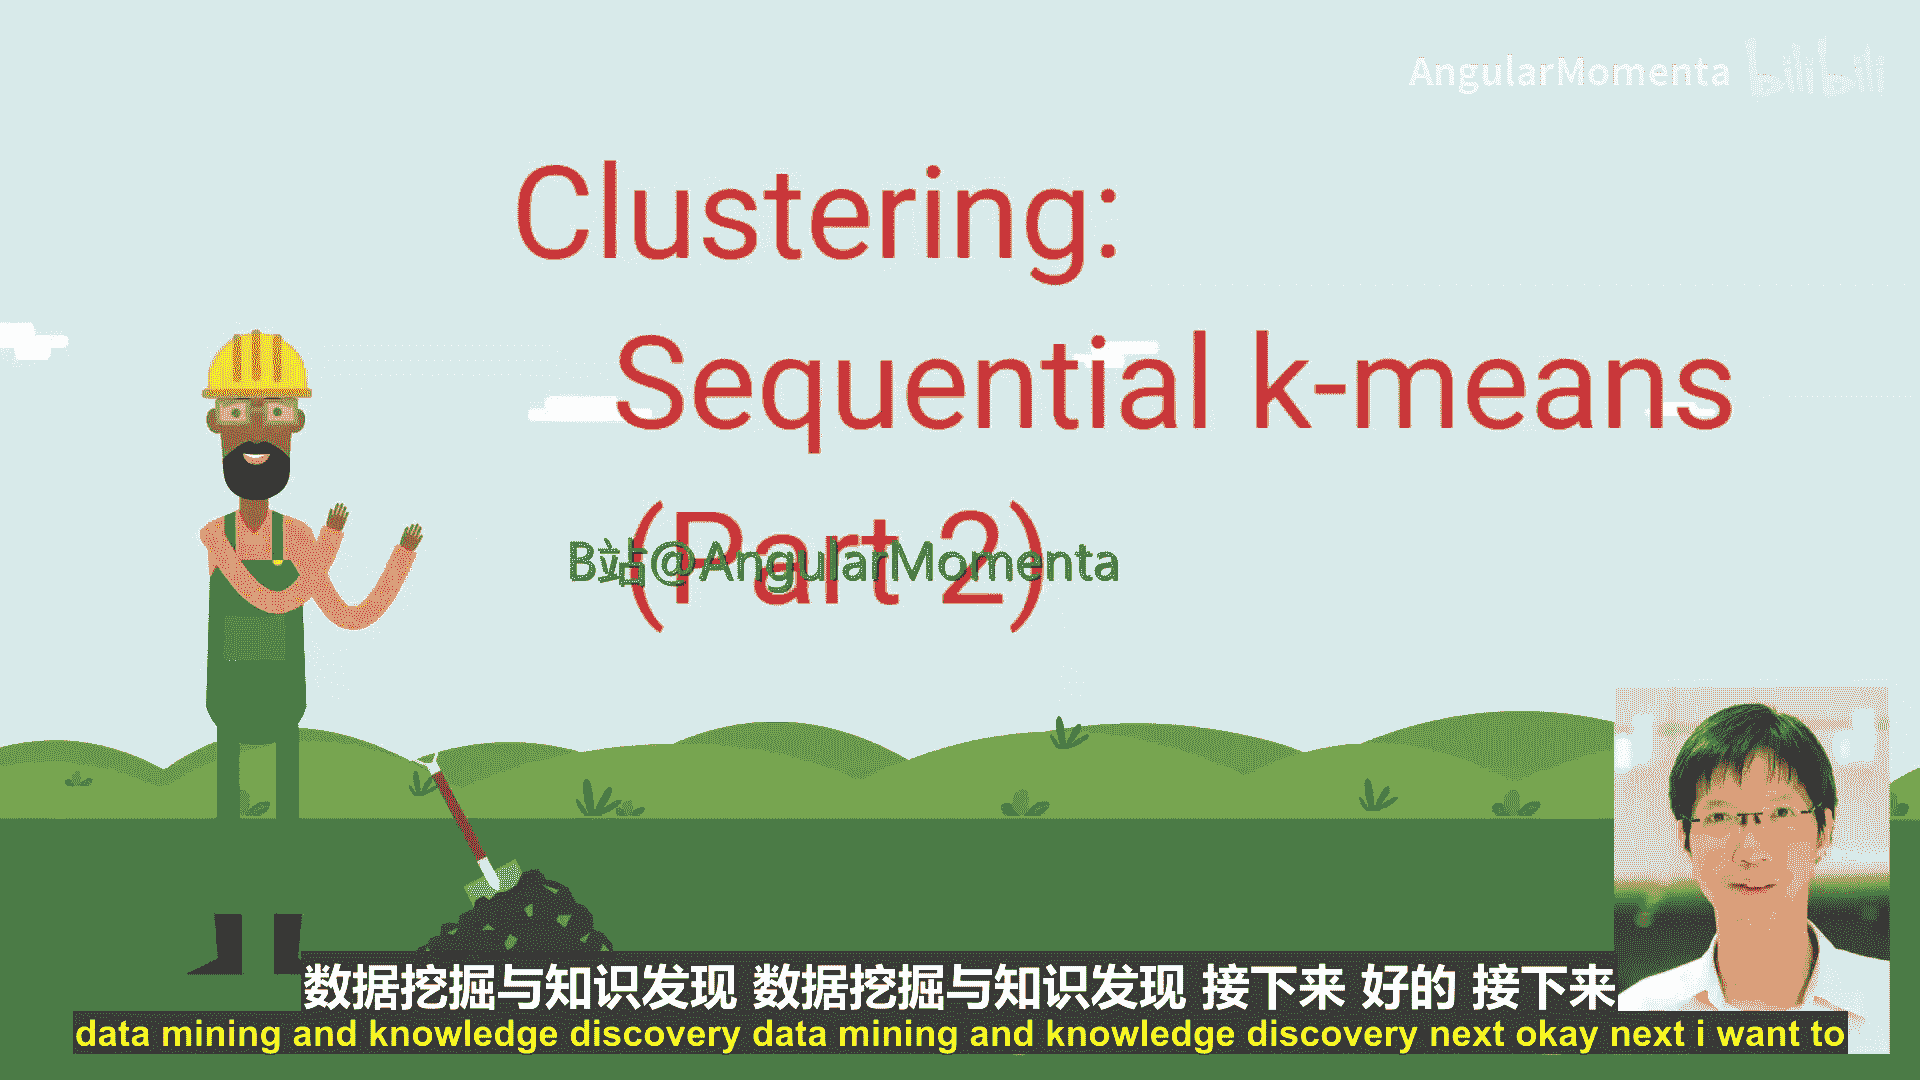 AngularMomenta bilibili
Clustering:
Sequential k-means
(Part 2)
B站@AngularMomenta
数据挖掘与知识发现 数据挖掘与知识发现 接下来 好的 接下来
data mining and knowledge discovery data mining and knowledge discovery next okay next i want to